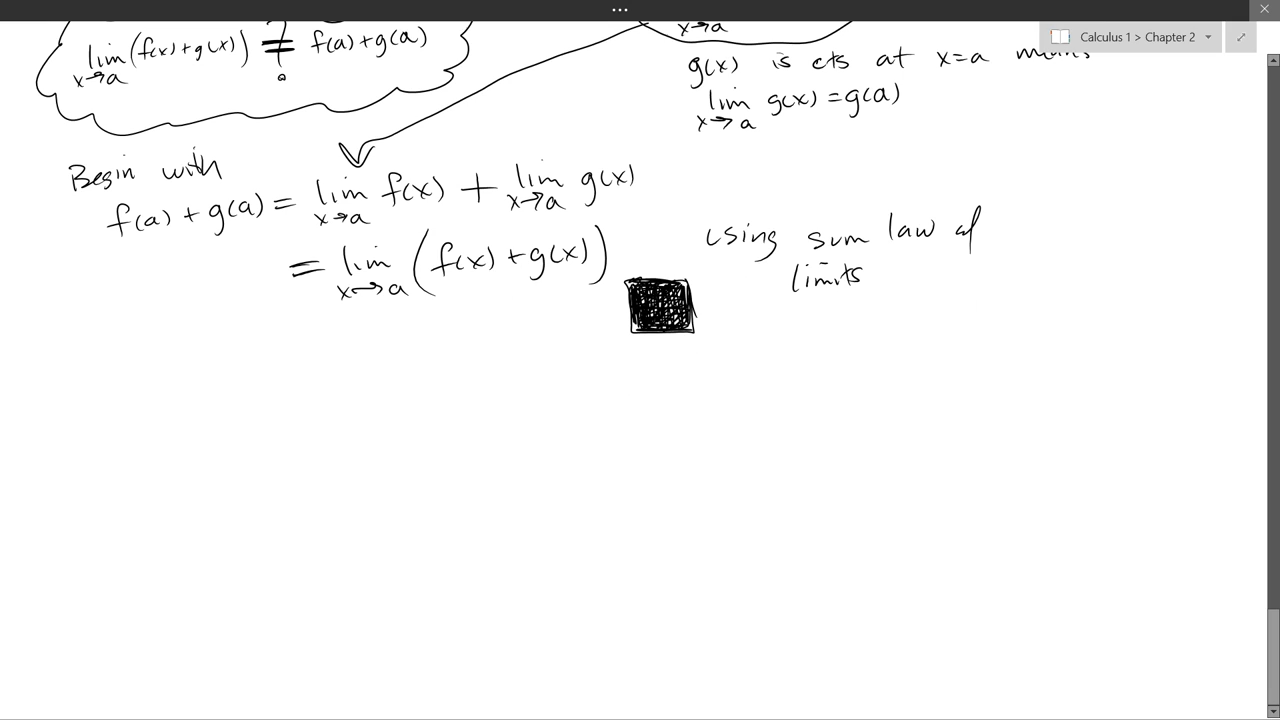 ...
Calculus 1 > Chapter 2
lim (f(x)+g(x)) = f(a)+g(a)
x→a
?
x→a
g(x) is cts at x=a means
lim g(x) = g(a)
x→a
Begin with
f(a) + g(a) = lim f(x) + lim g(x)
x→a x→a
= lim (f(x) + g(x))
x→a
using sum law of
limits